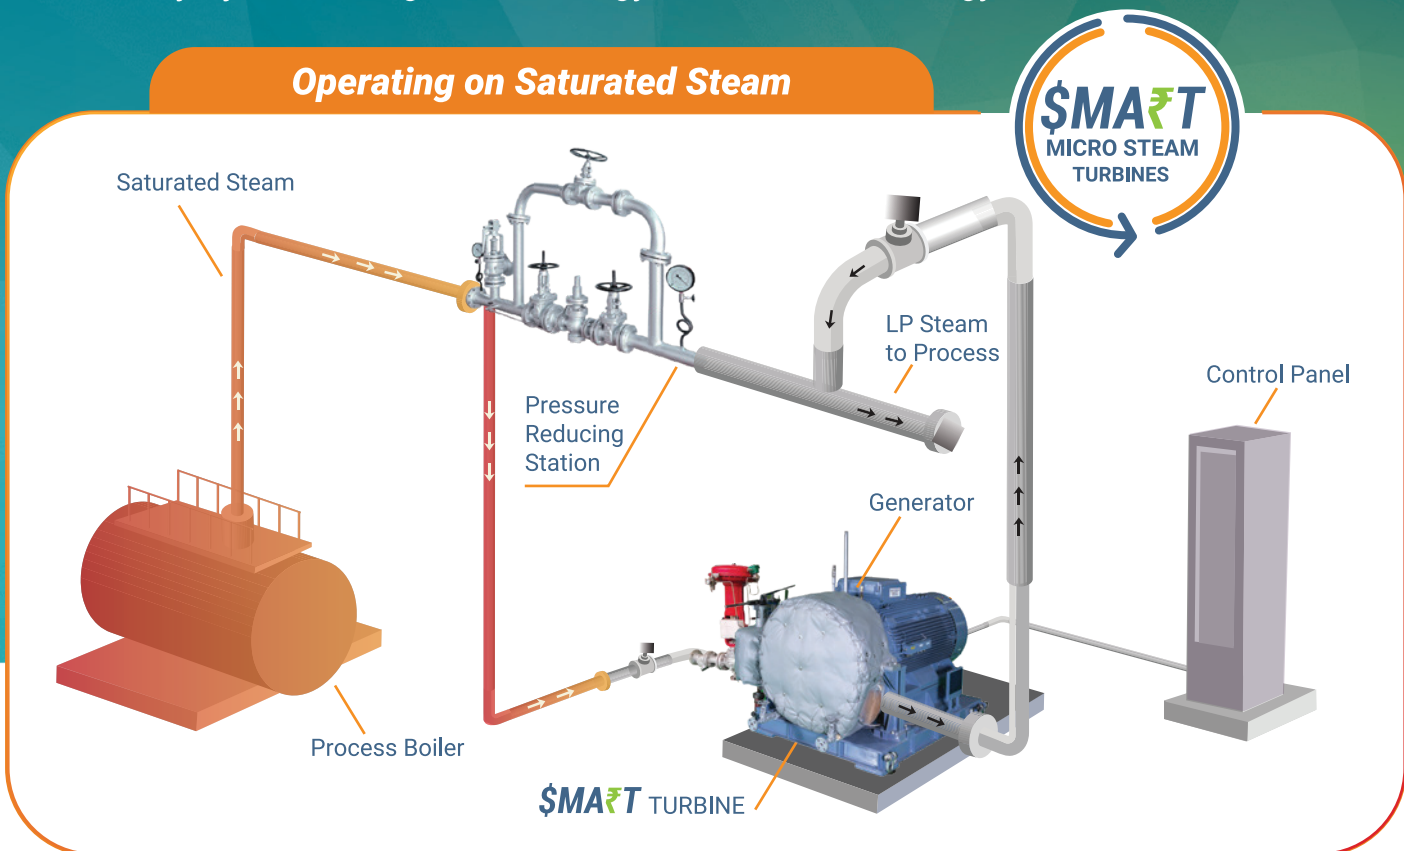 Operating on Saturated Steam
$MA₹T
MICRO STEAM
TURBINES
Saturated Steam
LP Steam
to Process
Control Panel
Pressure
Reducing
Station
Generator
Process Boiler
$MA₹T TURBINE